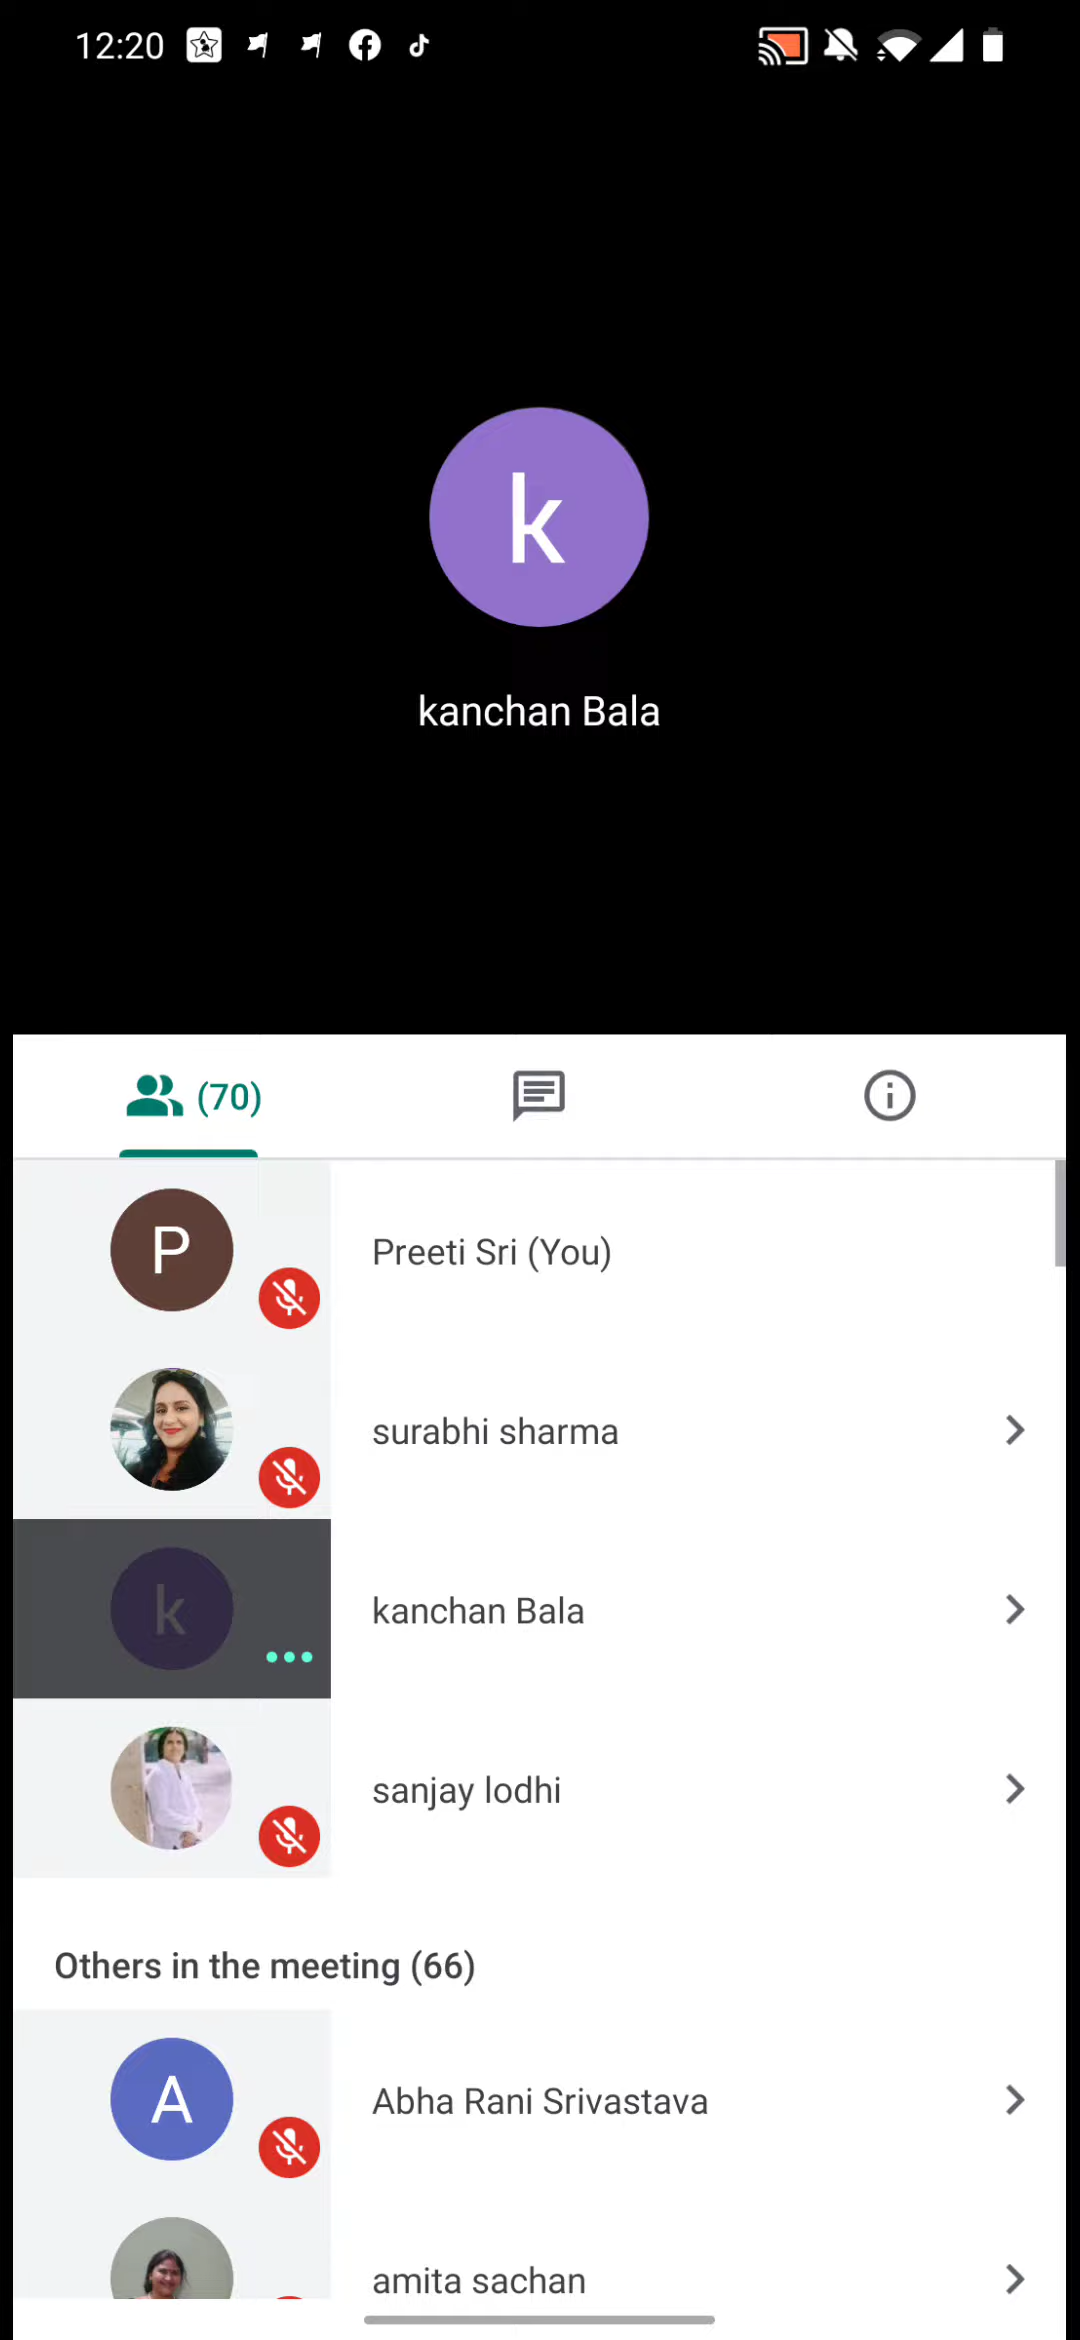 12:20
k
kanchan Bala
(70)
P
Preeti Sri (You)
surabhi sharma
k
kanchan Bala
sanjay lodhi
Others in the meeting (66)
A
Abha Rani Srivastava
amita sachan